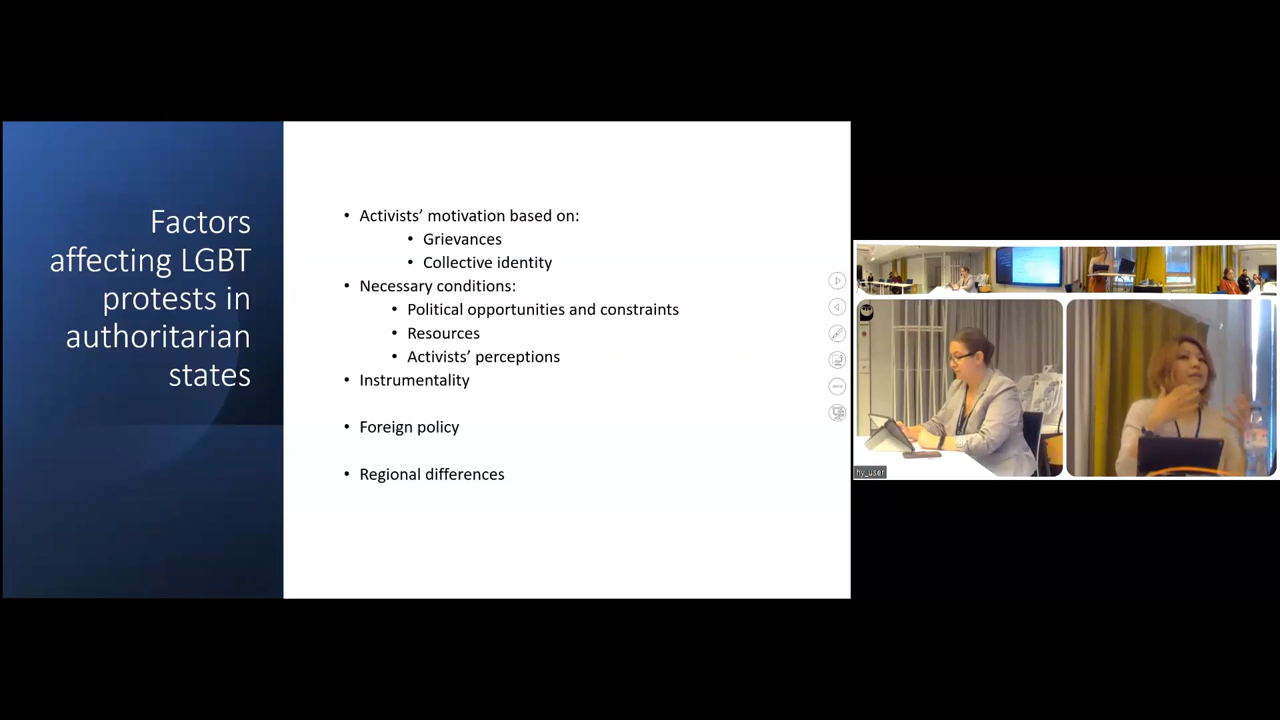 Factors
affecting LGBT
protests in
authoritarian
states
• Activists’ motivation based on:
• Grievances
• Collective identity
• Necessary conditions:
• Political opportunities and constraints
• Resources
• Activists’ perceptions
• Instrumentality
• Foreign policy
• Regional differences
hy_user